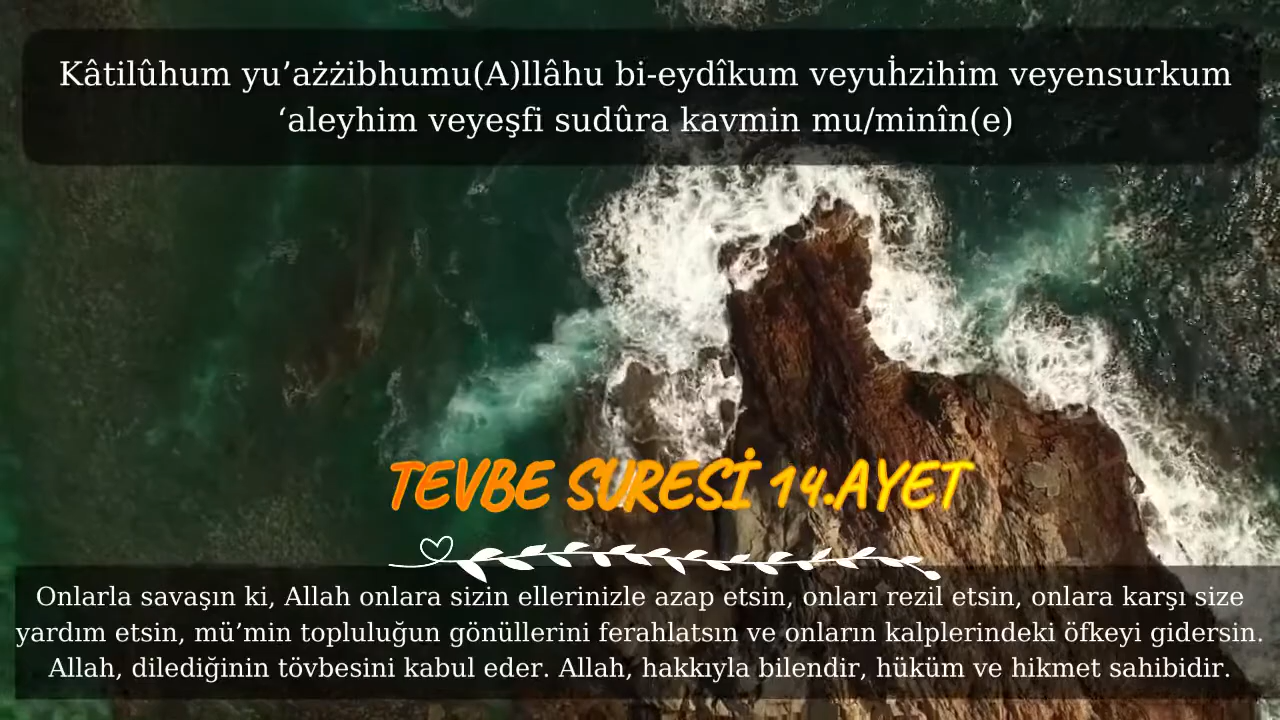 Kâtilûhum yu’ażżibhumu(A)llâhu bi-eydîkum veyuḣzihim veyensurkum
‘aleyhim veyeşfi sudûra kavmin mu/minîn(e)
TEVBE SURESİ 14.AYET
Onlarla savaşın ki, Allah onlara sizin ellerinizle azap etsin, onları rezil etsin, onlara karşı size
yardım etsin, mü’min topluluğun gönüllerini ferahlatsın ve onların kalplerindeki öfkeyi gidersin.
Allah, dilediğinin tövbesini kabul eder. Allah, hakkıyla bilendir, hüküm ve hikmet sahibidir.